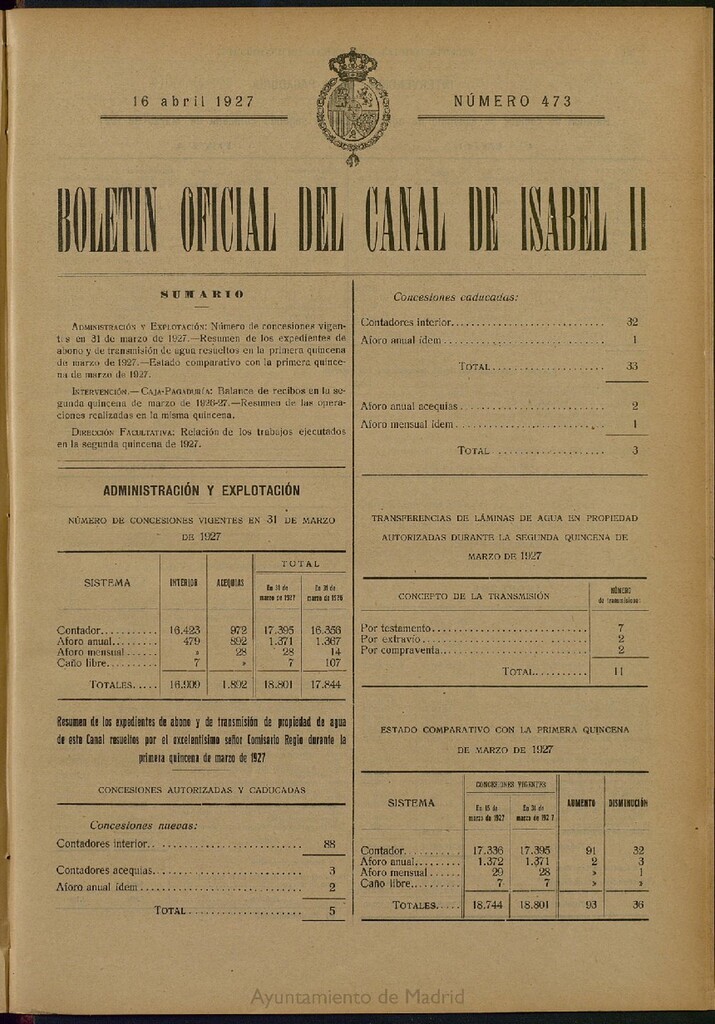 16 abril 1927
NÚMERO 473
BOLETIN OFICIAL DEL CANAL DE ISABEL II
SUMARIO
ADMINISTRACIÓN Y EXPLOTACIÓN: Número de concesiones vigen-
tes en 31 de marzo de 1927.—Resumen de los expedientes de
abono y de transmisión de agua resueltos en la primera quincena
de marzo de 1927.—Estado comparativo con la primera quince-
na de marzo de 1927.
INTERVENCIÓN.—CAJA-PAGADURÍA: Balance de recibos en la se-
gunda quincena de marzo de 1926-27.—Resumen de las opera-
ciones realizadas en la misma quincena.
DIRECCIÓN FACULTATIVA: Relación de los trabajos ejecutados
en la segunda quincena de 1927.
ADMINISTRACIÓN Y EXPLOTACIÓN
NÚMERO DE CONCESIONES VIGENTES EN 31 DE MARZO
DE 1927
TOTAL
SISTEMA INTERIOR ACEQUIAS En 31 de marzo de 1927 En 31 de marzo de 1926
Contador.......... 16.423 972 17.395 16.356
Aforo anual........ 479 892 1.371 1.367
Aforo mensual...... » 28 28 14
Caño libre.......... 7 » 7 107
TOTALES..... 16.909 1.892 18.801 17.844
Resumen de los expedientes de abono y de transmisión de propiedad de agua
de este Canal resueltos por el excelentísimo señor Comisario Regio durante la
primera quincena de marzo de 1927
CONCESIONES AUTORIZADAS Y CADUCADAS
Concesiones nuevas:
Contadores interior............................ 88
Contadores acequias............................ 3
Aforo anual ídem............................ 2
TOTAL.................... 5
Concesiones caducadas:
Contadores interior............................ 32
Aforo anual ídem............................ 1
TOTAL.................... 33
Aforo anual acequias............................ 2
Aforo mensual ídem............................ 1
TOTAL.................... 3
TRANSFERENCIAS DE LÁMINAS DE AGUA EN PROPIEDAD
AUTORIZADAS DURANTE LA SEGUNDA QUINCENA DE
MARZO DE 1927
CONCEPTO DE LA TRANSMISIÓN NÚMERO de transmisiones
Por testamento............................ 7
Por extravío............................ 2
Por compraventa............................ 2
TOTAL.......... 11
ESTADO COMPARATIVO CON LA PRIMERA QUINCENA
DE MARZO DE 1927
CONCESIONES VIGENTES
SISTEMA En 15 de marzo de 1927 En 31 de marzo de 1927 AUMENTO DISMINUCIÓN
Contador.......... 17.336 17.395 91 32
Aforo anual........ 1.372 1.371 2 3
Aforo mensual...... 29 28 » 1
Caño libre.......... 7 7 » »
TOTALES..... 18.744 18.801 93 36
Ayuntamiento de Madrid